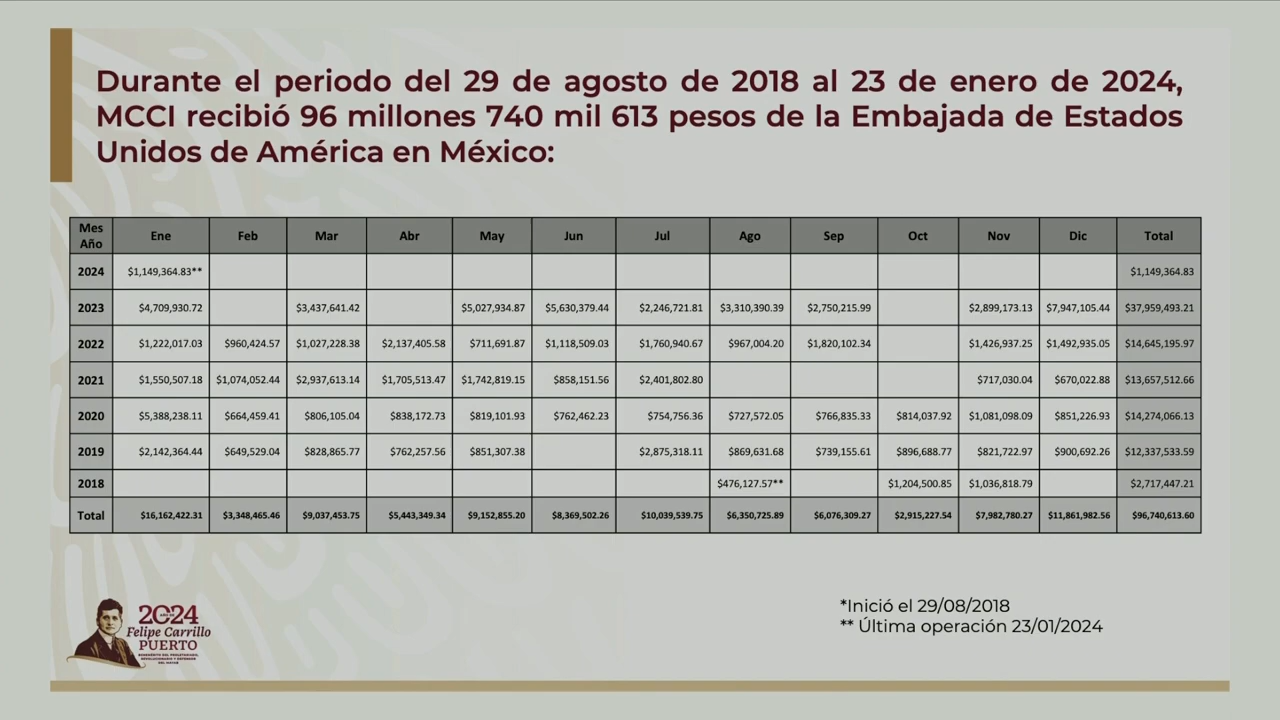 Durante el periodo del 29 de agosto de 2018 al 23 de enero de 2024,
MCCI recibió 96 millones 740 mil 613 pesos de la Embajada de Estados
Unidos de América en México:
Mes Año Ene Feb Mar Abr May Jun Jul Ago Sep Oct Nov Dic Total
2024 $1,149,364.83** $1,149,364.83
2023 $4,709,930.72 $3,437,641.42 $5,027,934.87 $5,630,379.44 $2,246,721.81 $3,310,390.39 $2,750,215.99 $2,899,173.13 $7,947,105.44 $37,959,493.21
2022 $1,222,017.03 $960,424.57 $1,027,228.38 $2,137,405.58 $711,691.87 $1,118,509.03 $1,760,940.67 $967,004.20 $1,820,102.34 $1,426,937.25 $1,492,935.05 $14,645,195.97
2021 $1,550,507.18 $1,074,052.44 $2,937,613.14 $1,705,513.47 $1,742,819.15 $858,151.56 $2,401,802.80 $717,030.04 $670,022.88 $13,657,512.66
2020 $5,388,238.11 $664,459.41 $806,105.04 $838,172.73 $819,101.93 $762,462.23 $754,756.36 $727,572.05 $766,835.33 $814,037.92 $1,081,098.09 $851,226.93 $14,274,066.13
2019 $2,142,364.44 $649,529.04 $828,865.77 $762,257.56 $851,307.38 $2,875,318.11 $869,631.68 $739,155.61 $896,688.77 $821,722.97 $900,692.26 $12,337,533.59
2018 $476,127.57** $1,204,500.85 $1,036,818.79 $2,717,447.21
Total $16,162,422.31 $3,348,465.46 $9,037,453.75 $5,443,349.34 $9,152,855.20 $8,369,502.26 $10,039,539.75 $6,350,725.89 $6,076,309.27 $2,915,227.54 $7,982,780.27 $11,861,982.56 $96,740,613.60
*Inició el 29/08/2018
** Última operación 23/01/2024
2024
Felipe Carrillo
PUERTO
BENEMÉRITO DEL PROLETARIADO,
REVOLUCIONARIO Y DEFENSOR
DEL MAYAB